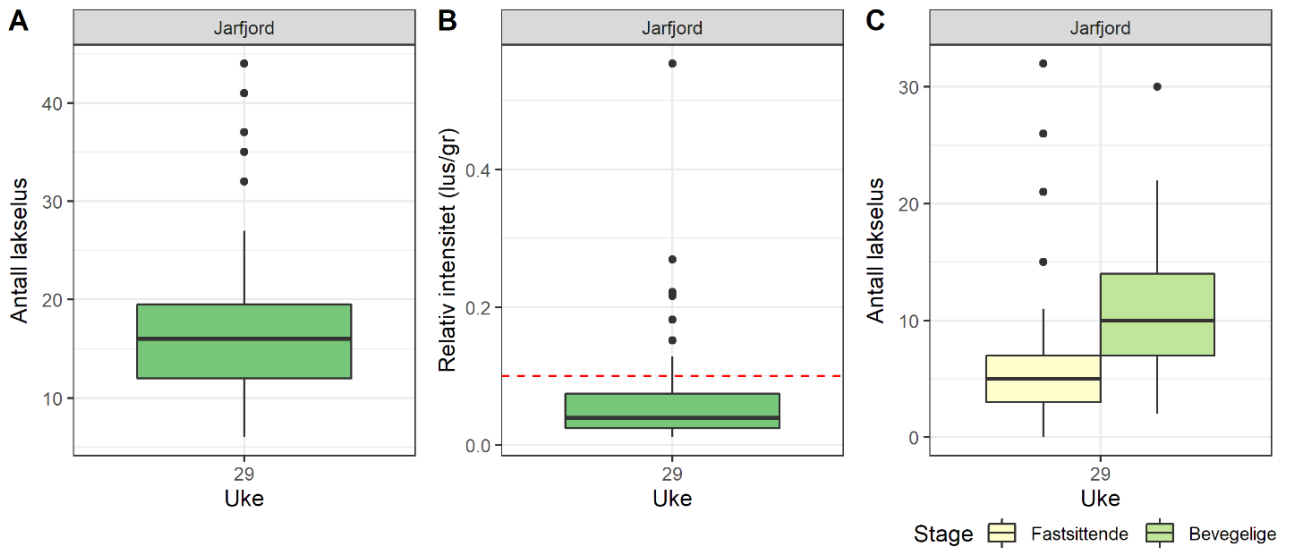 A
Jarfjord
Antall lakselus
40
30
20
10
29
Uke
B
Jarfjord
Relativ intensitet (lus/gr)
0.4
0.2
0.0
29
Uke
C
Jarfjord
Antall lakselus
30
20
10
0
29
Uke
Stage Fastsittende Bevegelige